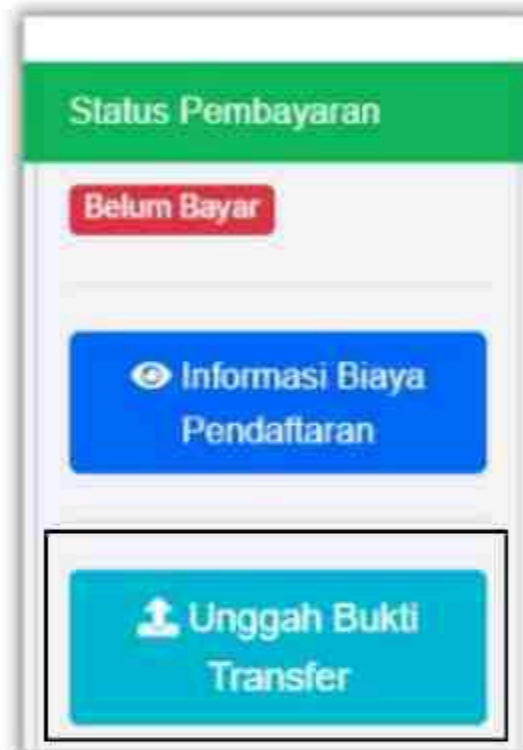 Status Pembayaran
Belum Bayar
Informasi Biaya
Pendaftaran
Unggah Bukti
Transfer